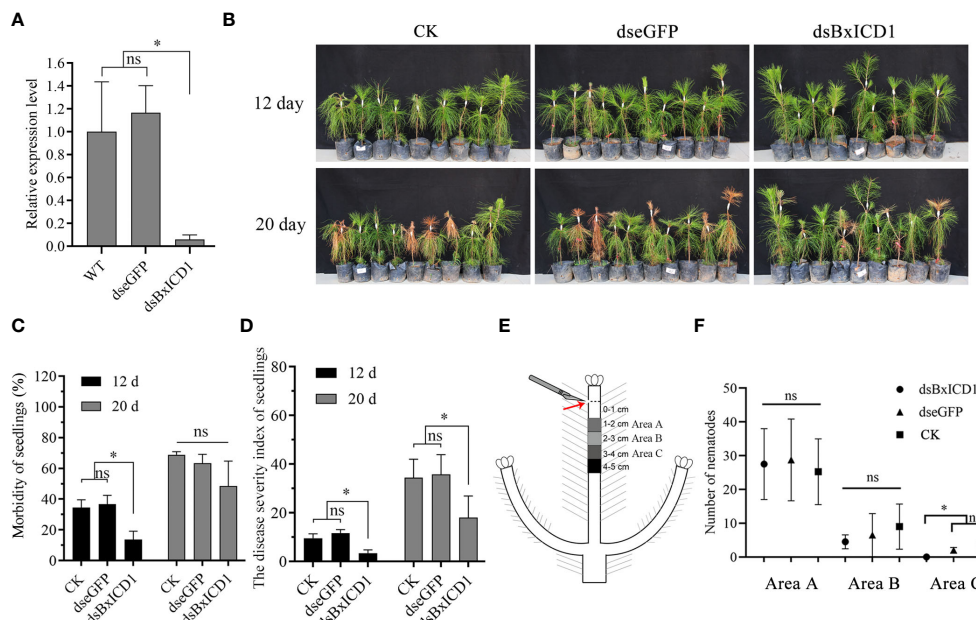 A
*
ns
1.6
1.4
1.2
1.0
0.8
0.6
0.4
0.2
0.0
Relative expression level
WT
dseGFP
dsBxICD1
B
CK
dseGFP
dsBxICD1
12 day
20 day
C
12 d
20 d
120
100
80
60
40
20
0
Morbidity of seedlings (%)
ns
*
ns
CK
dseGFP
dsBxICD1
CK
dseGFP
dsBxICD1
D
12 d
20 d
80
60
40
20
0
The disease severity index of seedlings
*
ns
*
ns
CK
dseGFP
dsBxICD1
CK
dseGFP
dsBxICD1
E
0-1 cm
1-2 cm Area A
2-3 cm Area B
3-4 cm Area C
4-5 cm
F
dsBxICD1
dseGFP
CK
50
40
30
20
10
0
Number of nematodes
ns
ns
*
Area A
Area B
Area